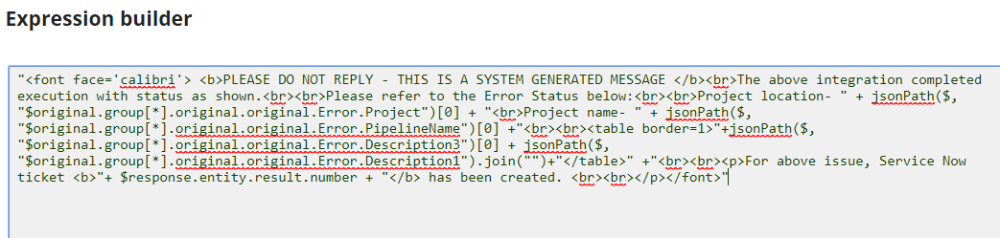 Expression builder
"<font face='calibri'> <b>PLEASE DO NOT REPLY - THIS IS A SYSTEM GENERATED MESSAGE </b><br>The above integration completed
execution with status as shown.<br><br>Please refer to the Error Status below:<br><br>Project location- " + jsonPath($,
"$original.group[*].original.original.Error.Project")[0] + "<br>Project name- " + jsonPath($,
"$original.group[*].original.original.Error.PipelineName")[0] +"<br><br><table border=1>"+jsonPath($,
"$original.group[*].original.original.Error.Description3")[0] + jsonPath($,
"$original.group[*].original.original.Error.Description1").join("")+"</table>" +"<br><br><p>For above issue, Service Now
ticket <b>"+ $response.entity.result.number + "</b> has been created. <br><br></p></font>"